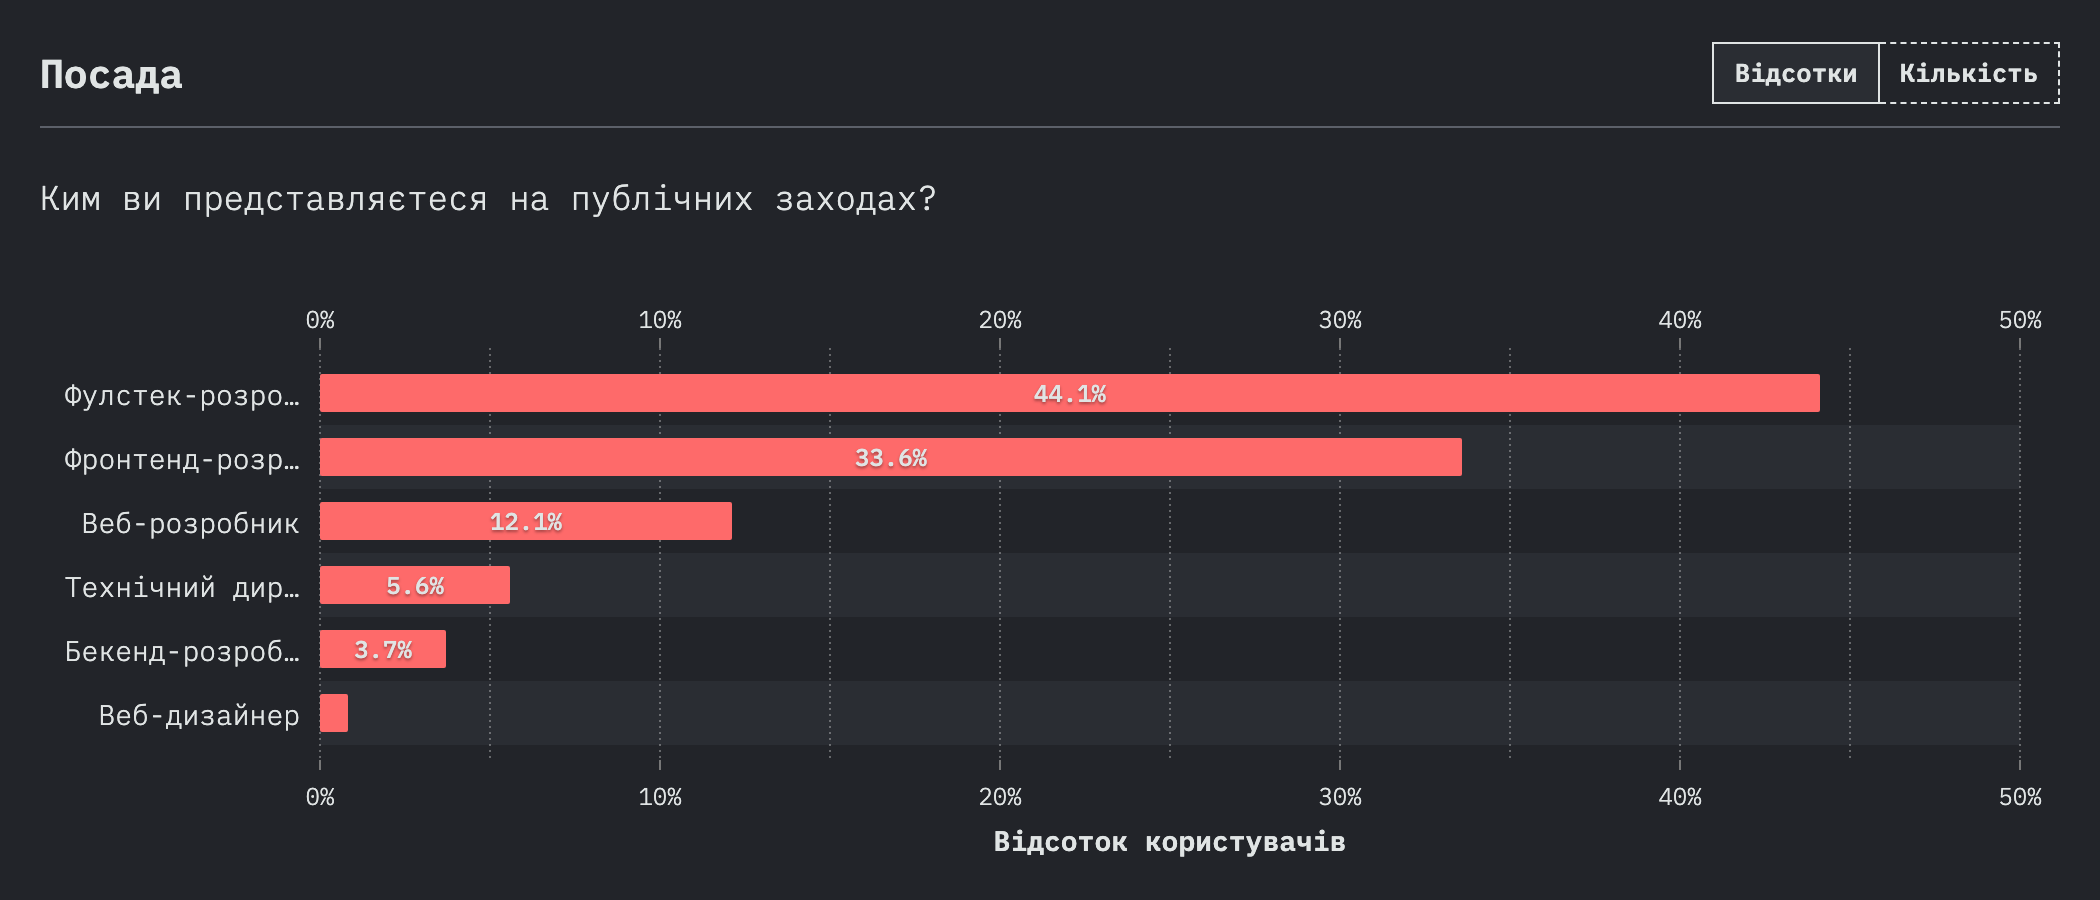 Посада
Відсотки Кількість
Ким ви представляєтеся на публічних заходах?
0% 10% 20% 30% 40% 50%
Фулстек-розро… 44.1%
Фронтенд-розр… 33.6%
Веб-розробник 12.1%
Технічний дир… 5.6%
Бекенд-розроб… 3.7%
Веб-дизайнер
0% 10% 20% 30% 40% 50%
Відсоток користувачів